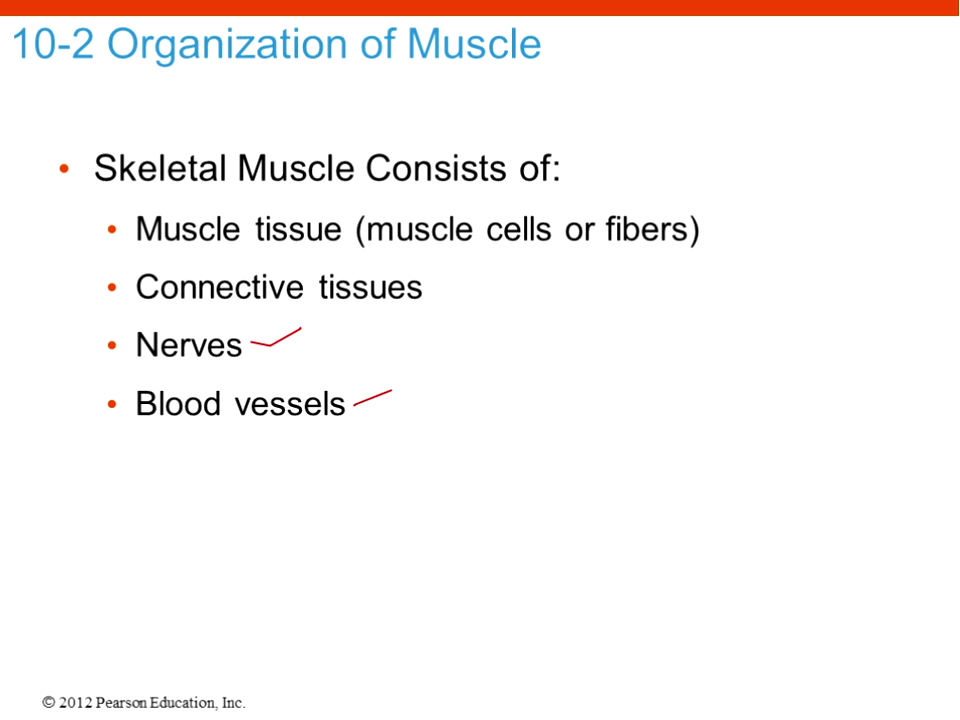 10-2 Organization of Muscle
• Skeletal Muscle Consists of:
• Muscle tissue (muscle cells or fibers)
• Connective tissues
• Nerves
• Blood vessels
© 2012 Pearson Education, Inc.